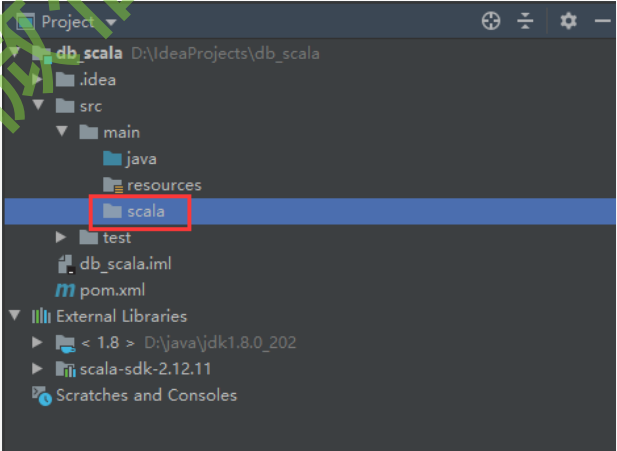 Project
db_scala D:\IdeaProjects\db_scala
.idea
src
main
java
resources
scala
test
db_scala.iml
m pom.xml
External Libraries
< 1.8 > D:\java\jdk1.8.0_202
scala-sdk-2.12.11
Scratches and Consoles